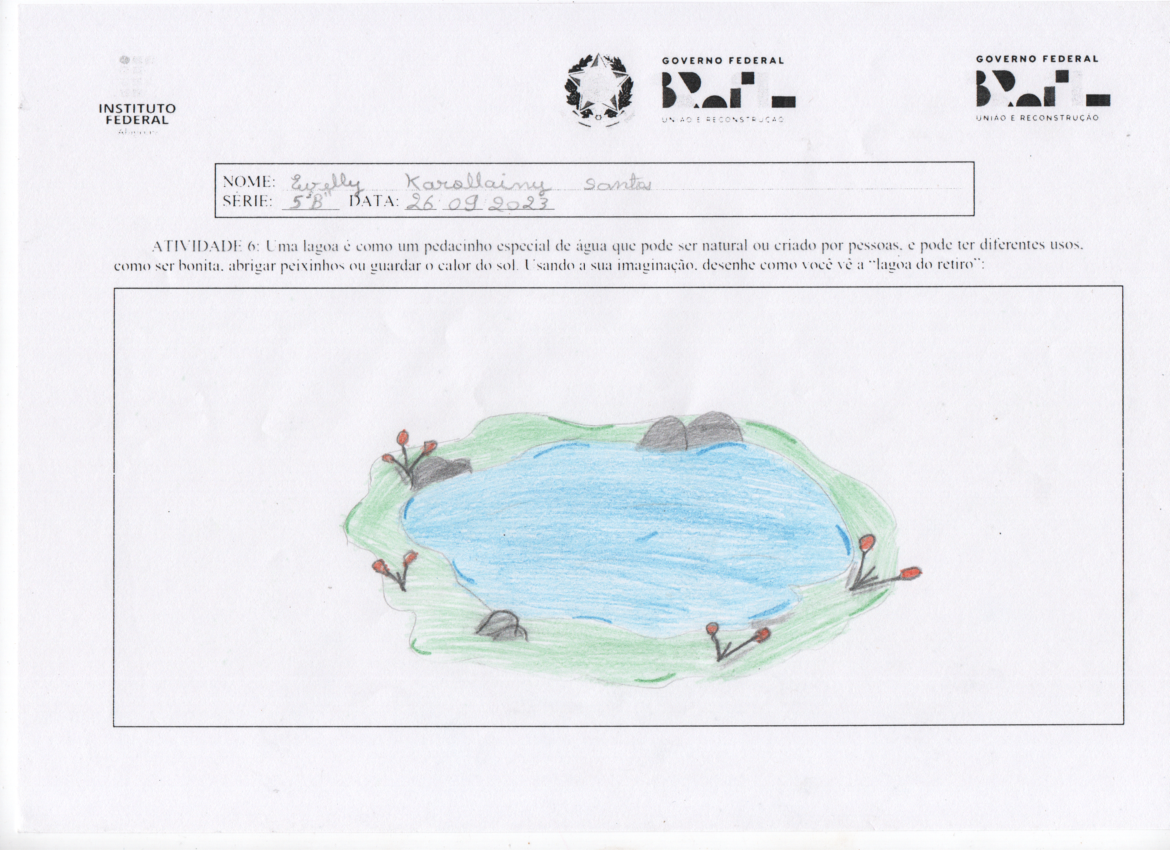 INSTITUTO
FEDERAL
GOVERNO FEDERAL
BRASIL
UNIÃO E RECONSTRUÇÃO
GOVERNO FEDERAL
BRASIL
UNIÃO E RECONSTRUÇÃO
NOME: Evelly Karollainy Santos
SÉRIE: 5°"B" DATA: 26 09 2023
ATIVIDADE 6: Uma lagoa é como um pedacinho especial de água que pode ser natural ou criado por pessoas, e pode ter diferentes usos,
como ser bonita, abrigar peixinhos ou guardar o calor do sol. Usando a sua imaginação, desenhe como você vê a “lagoa do retiro”: